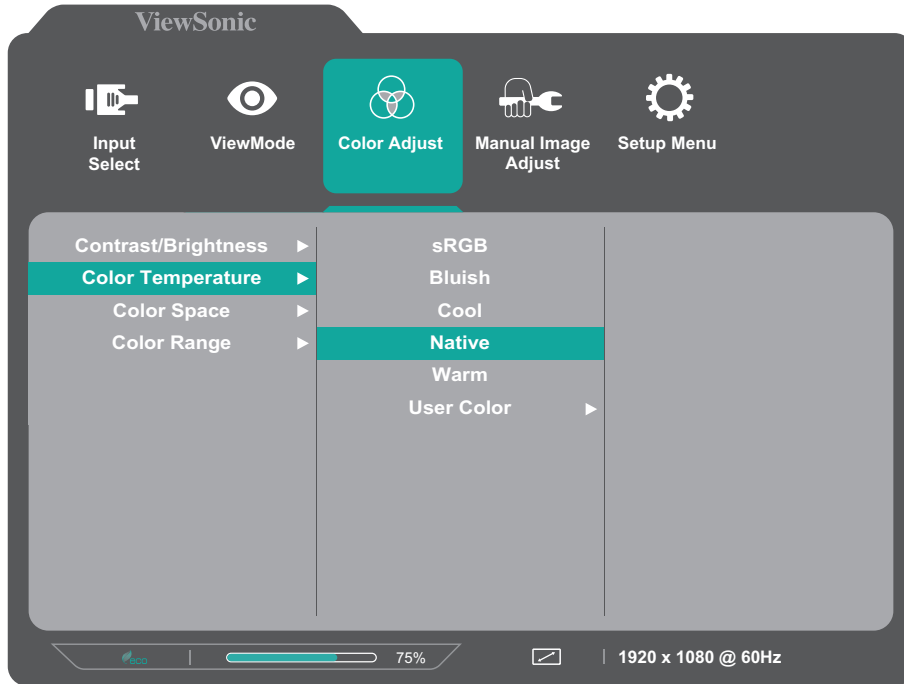 ViewSonic
Input
Select
ViewMode
Color Adjust
Manual Image
Adjust
Setup Menu
Contrast/Brightness
Color Temperature
Color Space
Color Range
sRGB
Bluish
Cool
Native
Warm
User Color
eco
75%
1920 x 1080 @ 60Hz